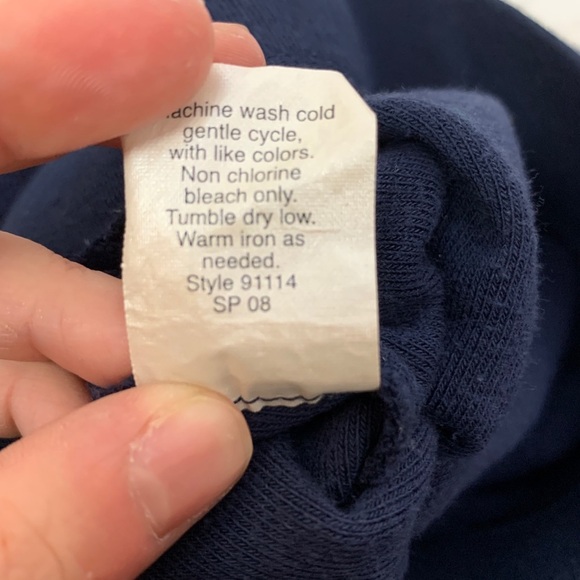 achine wash cold
gentle cycle,
with like colors.
Non chlorine
bleach only.
Tumble dry low.
Warm iron as
needed.
Style 91114
SP 08